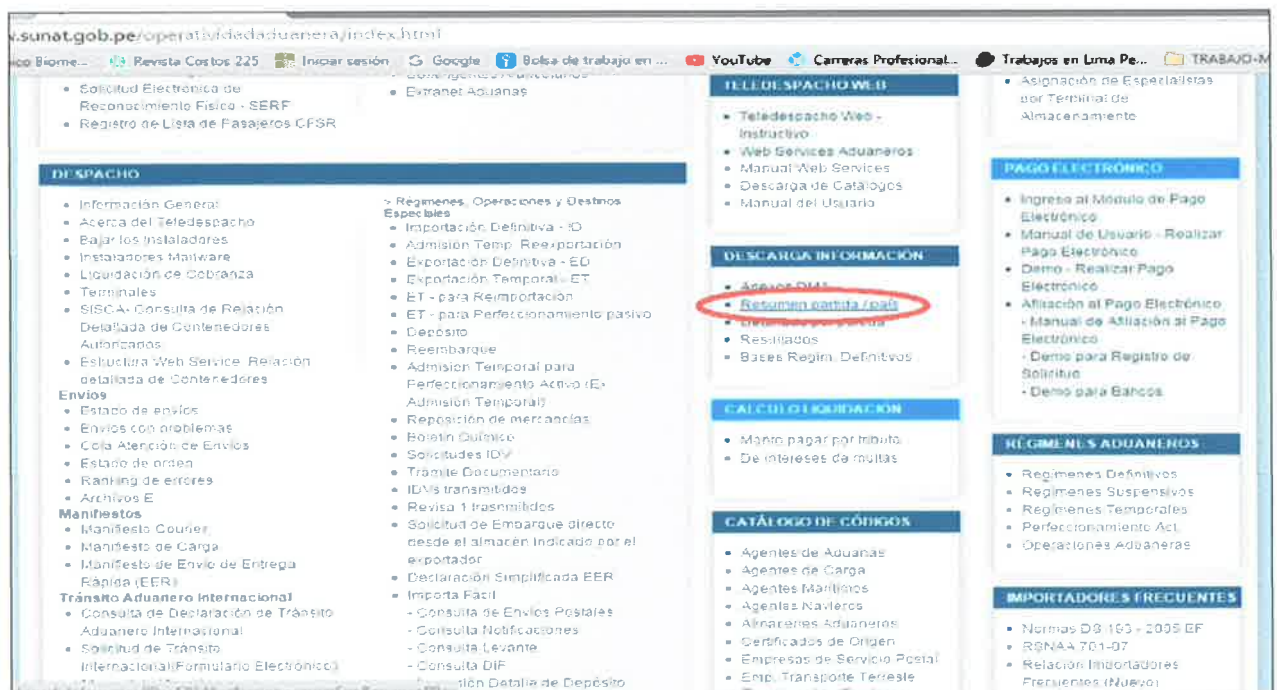 v.sunat.gob.pe/operatividadaduanera/index.html
co Biome...
Revista Costos 225
Iniciar sesión
Google
Bolsa de trabajo en ...
YouTube
Carreras Profesional...
Trabajos en Lima Pe...
TRABAJO-M
• Solicitud Electrónica de
Reconocimiento Físico - SERF
• Registro de Lista de Pasajeros CFSR
• Extranet Aduanas
DESPACHO
• Información General
• Acerca del Teledespacho
• Bajar los instaladores
• Instaladores Mailware
• Liquidación de Cobranza
• Terminales
• SISCA- Consulta de Relación
Detallada de Contenedores
Autorizados
• Estructura Web Service Relación
detallada de Contenedores
Envíos
• Estado de envíos
• Envíos con problemas
• Cola Atención de Envíos
• Estado de orden
• Ranking de errores
• Archivos E
Manifiestos
• Manifiesto Courier
• Manifiesto de Carga
• Manifiesto de Envío de Entrega
Rápida (EER)
Tránsito Aduanero Internacional
• Consulta de Declaración de Tránsito
Aduanero Internacional
• Solicitud de Tránsito
Internacional(Formulario Electrónico)
> Regímenes, Operaciones y Destinos
Especiales
• Importación Definitiva - ID
• Admisión Temp. Reexportación
• Exportación Definitiva - ED
• Exportación Temporal - ET
• ET - para Reimportación
• ET - para Perfeccionamiento pasivo
• Depósito
• Reembarque
• Admisión Temporal para
Perfeccionamiento Activo (Ex
Admisión Temporal)
• Reposición de mercancías
• Boletín Químico
• Solicitudes IDV
• Trámite Documentario
• IDVs transmitidos
• Revisa 1 trasmitidos
• Solicitud de Embarque directo
desde el almacén indicado por el
exportador
• Declaración Simplificada EER
• Importa Fácil
- Consulta de Envíos Postales
- Consulta Notificaciones
- Consulta Levante
- Consulta DIF
Detalle de Depósito
TELEDESPACHO WEB
• Teledespacho Web -
Instructivo
• Web Services Aduaneros
• Manual Web Services
• Descarga de Catálogos
• Manual del Usuario
DESCARGA INFORMACIÓN
• Resumen partida / país
• Resultados
• Bases Regím. Definitivos
CALCULO LIQUIDACIÓN
• Monto pagar por tributo
• De intereses de multas
CATÁLOGO DE CÓDIGOS
• Agentes de Aduanas
• Agentes de Carga
• Agentes Marítimos
• Agentes Navieros
• Almacenes Aduaneros
• Certificados de Origen
• Empresas de Servicio Postal
• Emp. Transporte Terreste
• Asignación de Especialistas
por Terminal de
Almacenamiento
PAGO ELECTRÓNICO
• Ingreso al Módulo de Pago
Electrónico
• Manual de Usuario - Realizar
Pago Electrónico
• Demo - Realizar Pago
Electrónico
• Afiliación al Pago Electrónico
- Manual de Afiliación al Pago
Electrónico
- Demo para Registro de
Solicitud
- Demo para Bancos
RÉGIMENES ADUANEROS
• Regímenes Definitivos
• Regímenes Suspensivos
• Regímenes Temporales
• Perfeccionamiento Act.
• Operaciones Aduaneras
IMPORTADORES FRECUENTES
• Normas DS 193 - 2005 EF
• RSNAA 701-07
• Relación Importadores
Frecuentes (Nuevo)